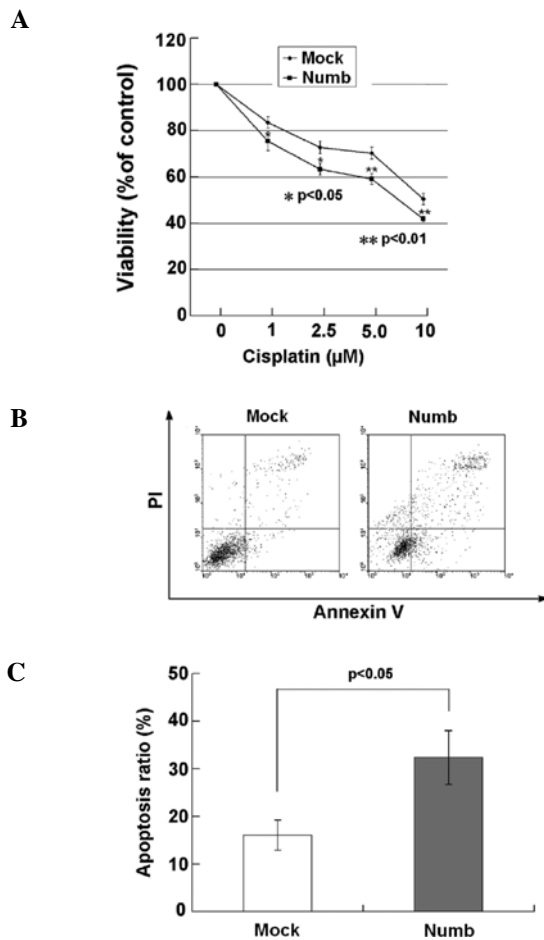 A
Mock
Numb
120
100
80
60
40
20
0
Viability (%of control)
*
*
**
**
* p<0.05
** p<0.01
0 1 2.5 5.0 10
Cisplatin (µM)
B
Mock Numb
PI
Annexin V
C
p<0.05
50
40
30
20
10
0
Apoptosis ratio (%)
Mock Numb